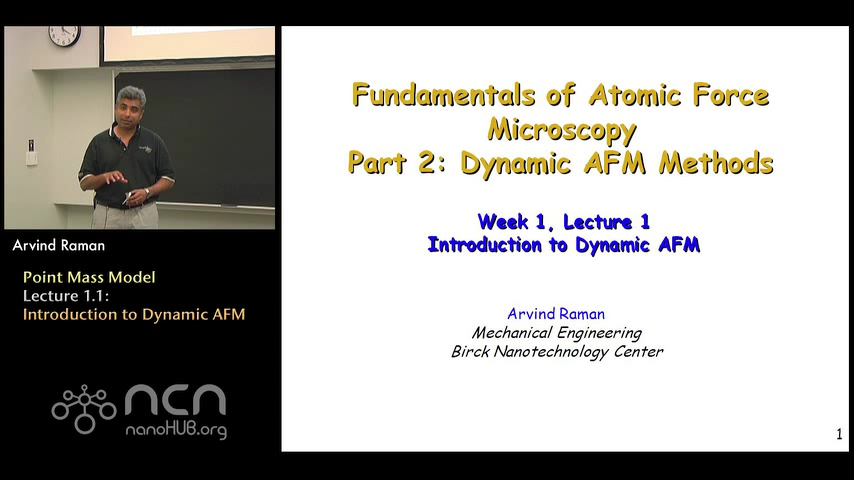 Arvind Raman
Point Mass Model
Lecture 1.1:
Introduction to Dynamic AFM
ncn
nanoHUB.org
Fundamentals of Atomic Force
Microscopy
Part 2: Dynamic AFM Methods
Week 1, Lecture 1
Introduction to Dynamic AFM
Arvind Raman
Mechanical Engineering
Birck Nanotechnology Center
1